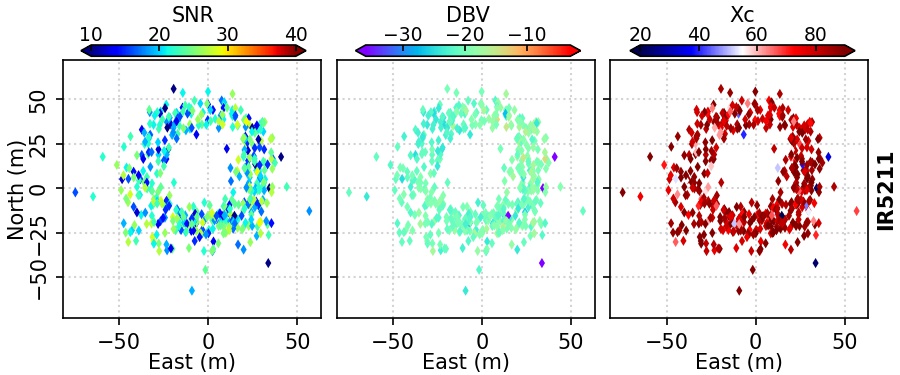 SNR DBV Xc
10 20 30 40 −30 −20 −10 20 40 60 80
50
25
0
−25
−50
North (m)
−50 0 50 −50 0 50 −50 0 50
East (m) East (m) East (m)
IR5211